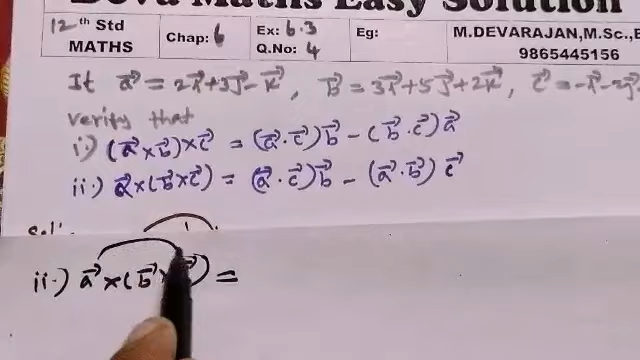 Deva Maths Easy Solution
12th Std
MATHS
Chap: 6
Ex: 6.3
Q.No: 4
Eg:
M.DEVARAJAN,M.Sc.,B
9865445156
If a⃗ = 2i⃗+3j⃗-k⃗, b⃗ = 3i⃗+5j⃗+2k⃗, c⃗ = -i⃗-2j⃗
verify that
i.) (a⃗×b⃗)×c⃗ = (a⃗·c⃗)b⃗ - (b⃗·c⃗)a⃗
ii.) a⃗×(b⃗×c⃗) = (a⃗·c⃗)b⃗ - (a⃗·b⃗)c⃗
ii.) a⃗×(b⃗×
) =